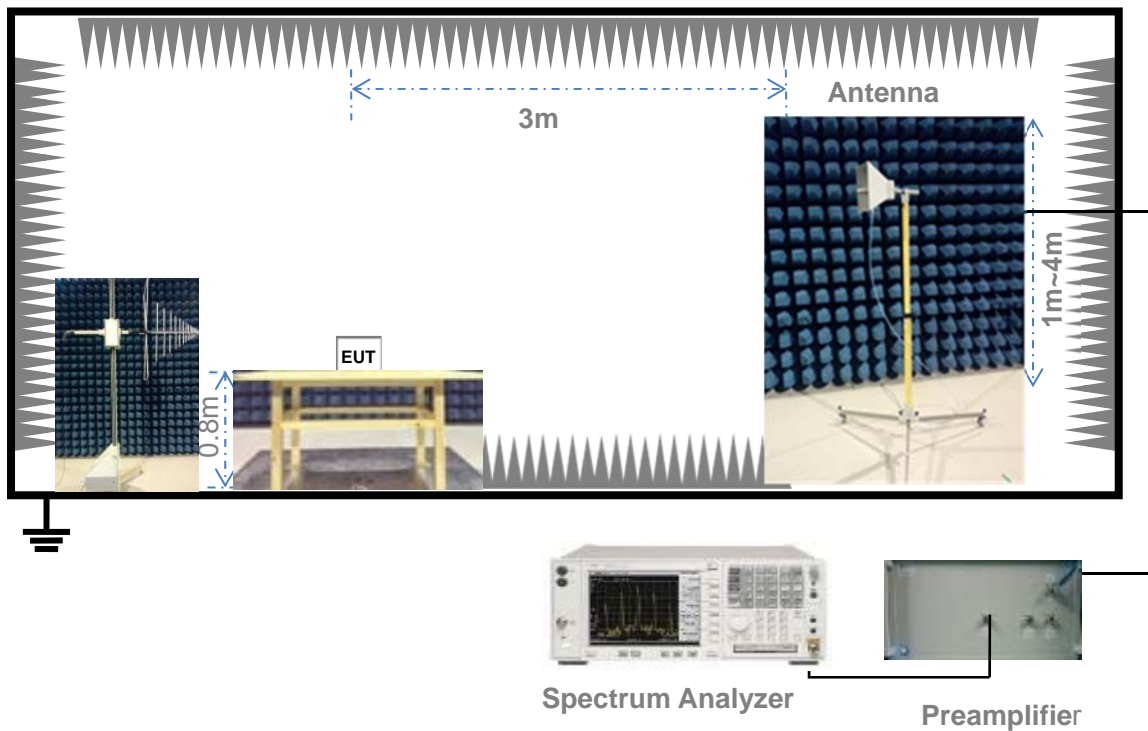 Antenna
3m
1m~4m
EUT
0.8m
Spectrum Analyzer
Preamplifier